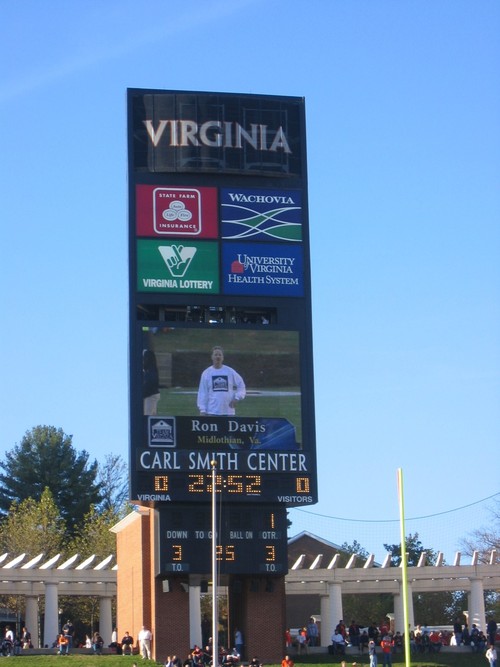 VIRGINIA
STATE FARM
INSURANCE
WACHOVIA
VIRGINIA LOTTERY
UNIVERSITY
of VIRGINIA
HEALTH SYSTEM
Ron Davis
Midlothian, Va.
CARL SMITH CENTER
0 22:52 0
VIRGINIA VISITORS
1
DOWN TO GO BALL ON QTR.
3 25 3
T.O. T.O.